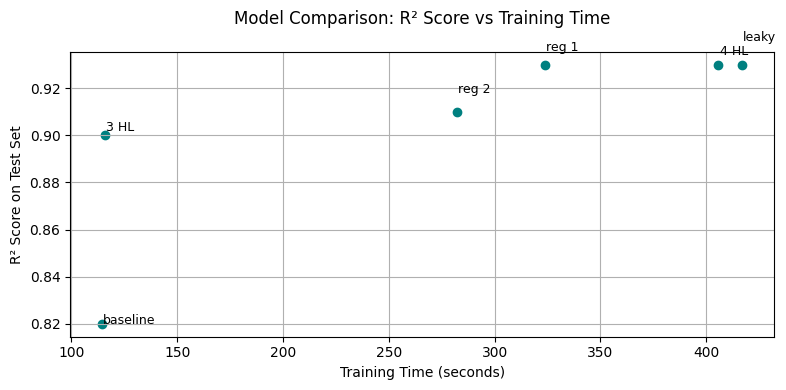 Model Comparison: R² Score vs Training Time
leaky
reg 1
4 HL
reg 2
3 HL
baseline
R² Score on Test Set
0.92
0.90
0.88
0.86
0.84
0.82
100
150
200
250
300
350
400
Training Time (seconds)